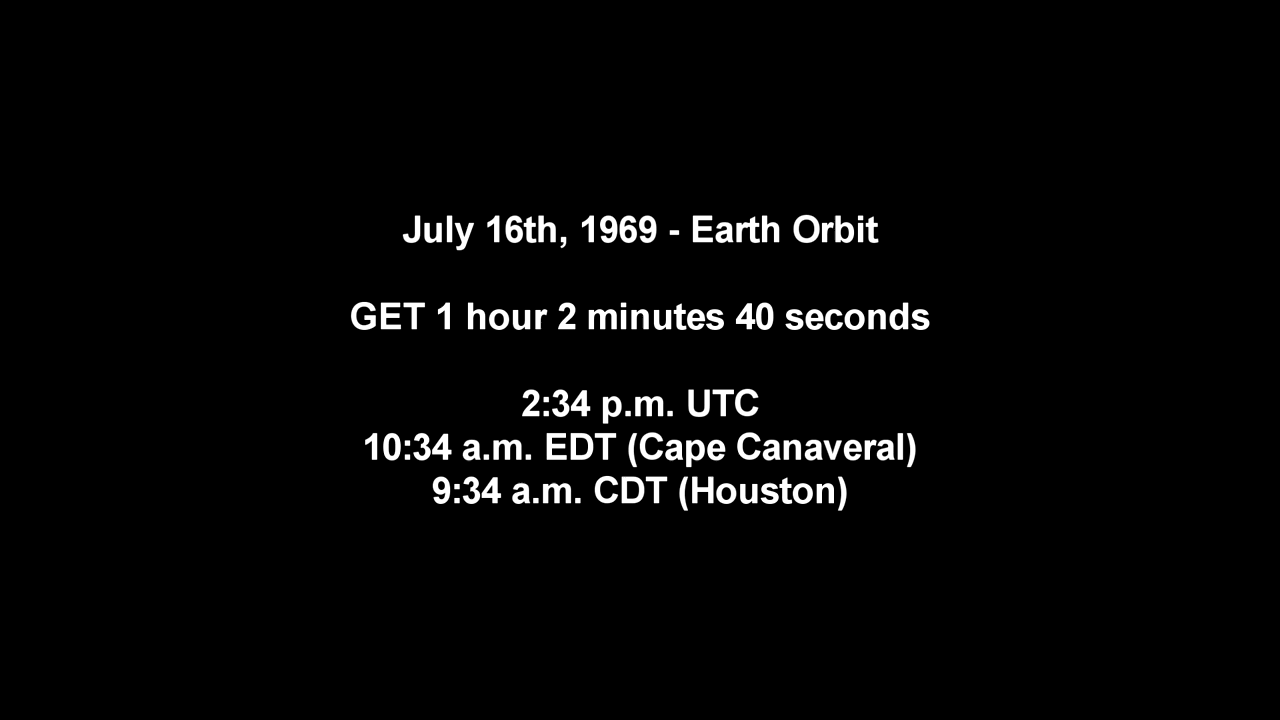 July 16th, 1969 - Earth Orbit
GET 1 hour 2 minutes 40 seconds
2:34 p.m. UTC
10:34 a.m. EDT (Cape Canaveral)
9:34 a.m. CDT (Houston)